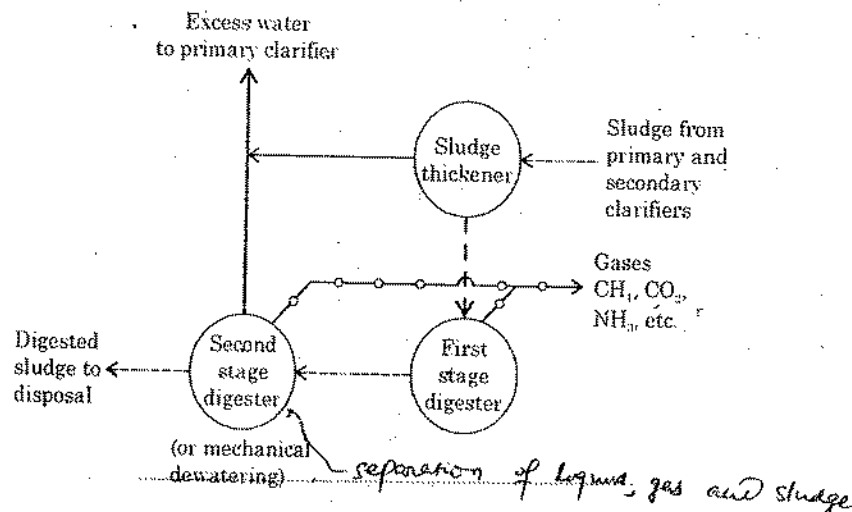 Excess water
to primary clarifier
Sludge
thickener
Sludge from
primary and
secondary
clarifiers
Gases
CH₄, CO₂,
NH₃, etc.
Digested
sludge to
disposal
Second
stage
digester
First
stage
digester
(or mechanical
dewatering)
separation of liquid, gas and sludge